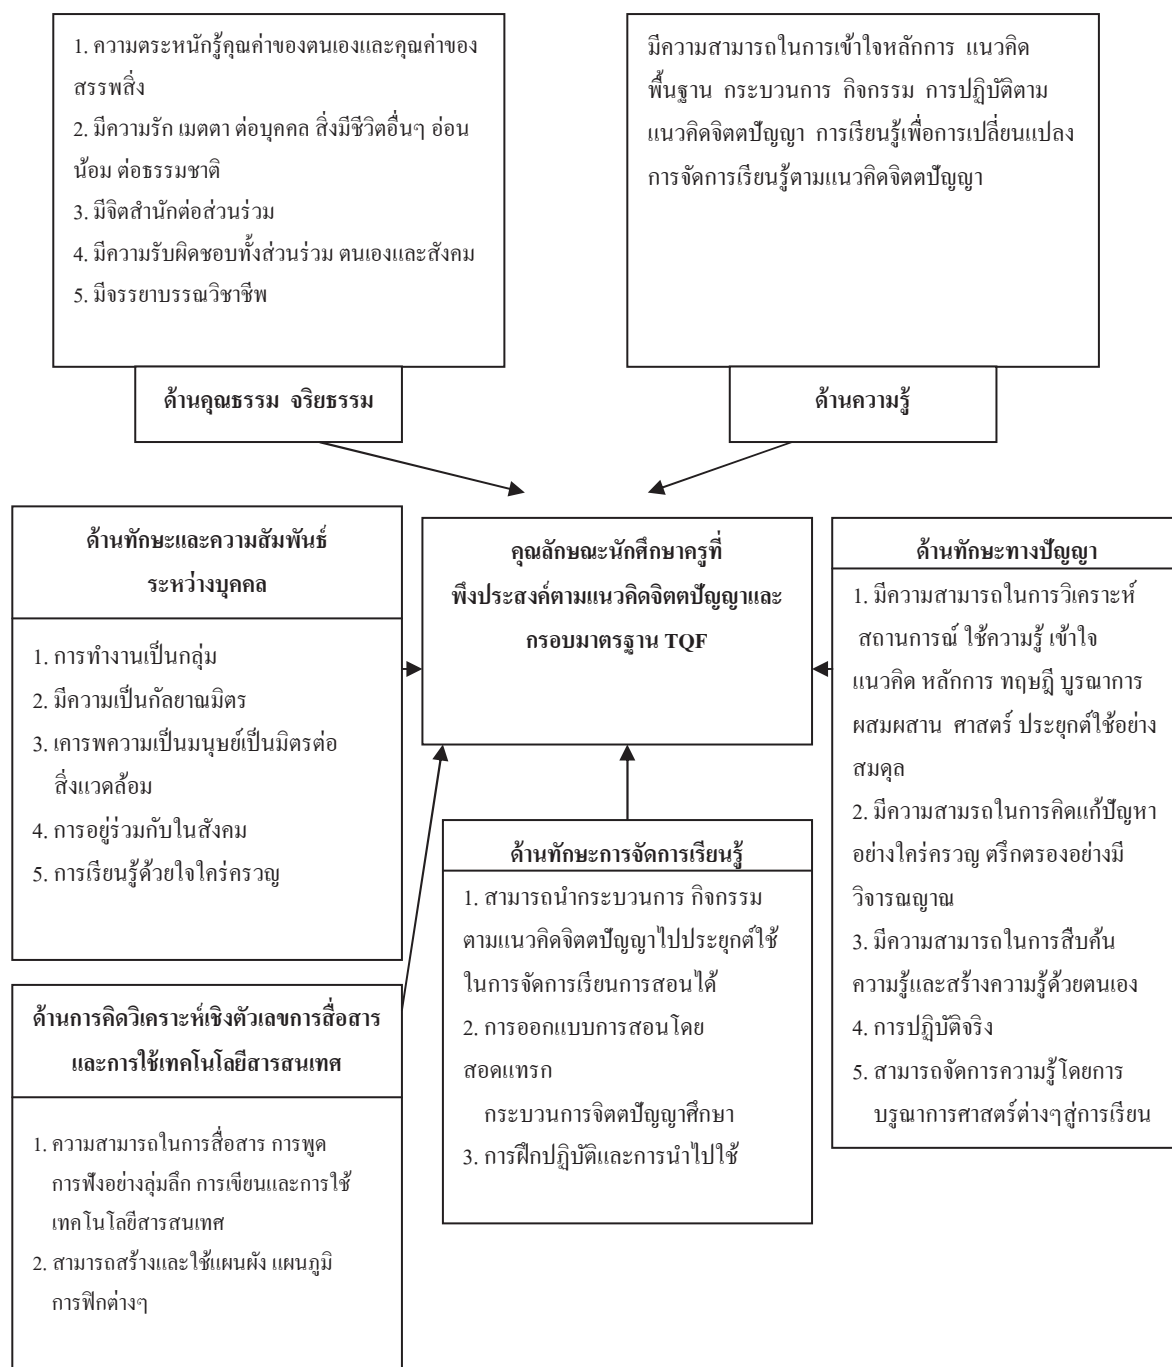 1. ความตระหนักรู้คุณค่าของตนเองและคุณค่าของ
สรรพสิ่ง
2. มีความรัก เมตตา ต่อบุคคล สิ่งมีชีวิตอื่นๆ อ่อน
น้อม ต่อธรรมชาติ
3. มีจิตสำนักต่อส่วนร่วม
4. มีความรับผิดชอบทั้งส่วนร่วม ตนเองและสังคม
5. มีจรรยาบรรณวิชาชีพ
ด้านคุณธรรม จริยธรรม
มีความสามารถในการเข้าใจหลักการ แนวคิด
พื้นฐาน กระบวนการ กิจกรรม การปฏิบัติตาม
แนวคิดจิตตปัญญา การเรียนรู้เพื่อการเปลี่ยนแปลง
การจัดการเรียนรู้ตามแนวคิดจิตตปัญญา
ด้านความรู้
ด้านทักษะและความสัมพันธ์
ระหว่างบุคคล
1. การทำงานเป็นกลุ่ม
2. มีความเป็นกัลยาณมิตร
3. เคารพความเป็นมนุษย์เป็นมิตรต่อ
สิ่งแวดล้อม
4. การอยู่ร่วมกับในสังคม
5. การเรียนรู้ด้วยใจใคร่ครวญ
คุณลักษณะนักศึกษาครูที่
พึงประสงค์ตามแนวคิดจิตตปัญญาและ
กรอบมาตรฐาน TQF
ด้านทักษะทางปัญญา
1. มีความสามารถในการวิเคราะห์
สถานการณ์ ใช้ความรู้ เข้าใจ
แนวคิด หลักการ ทฤษฎี บูรณาการ
ผสมผสาน ศาสตร์ ประยุกต์ใช้อย่าง
สมดุล
2. มีความสามรถในการคิดแก้ปัญหา
อย่างใคร่ครวญ ตรึกตรองอย่างมี
วิจารณญาณ
3. มีความสามารถในการสืบค้น
ความรู้และสร้างความรู้ด้วยตนเอง
4. การปฏิบัติจริง
5. สามารถจัดการความรู้โดยการ
บรูณาการศาสตร์ต่างๆสู่การเรียน
ด้านทักษะการจัดการเรียนรู้
1. สามารถนำกระบวนการ กิจกรรม
ตามแนวคิดจิตตปัญญาไปประยุกต์ใช้
ในการจัดการเรียนการสอนได้
2. การออกแบบการสอนโดย
สอดแทรก
กระบวนการจิตตปัญญาศึกษา
3. การฝึกปฏิบัติและการนำไปใช้
ด้านการคิดวิเคราะห์เชิงตัวเลขการสื่อสาร
และการใช้เทคโนโลยีสารสนเทศ
1. ความสามารถในการสื่อสาร การพูด
การฟังอย่างลุ่มลึก การเขียนและการใช้
เทคโนโลยีสารสนเทศ
2. สามารถสร้างและใช้แผนผัง แผนภูมิ
การฟิกต่างๆ